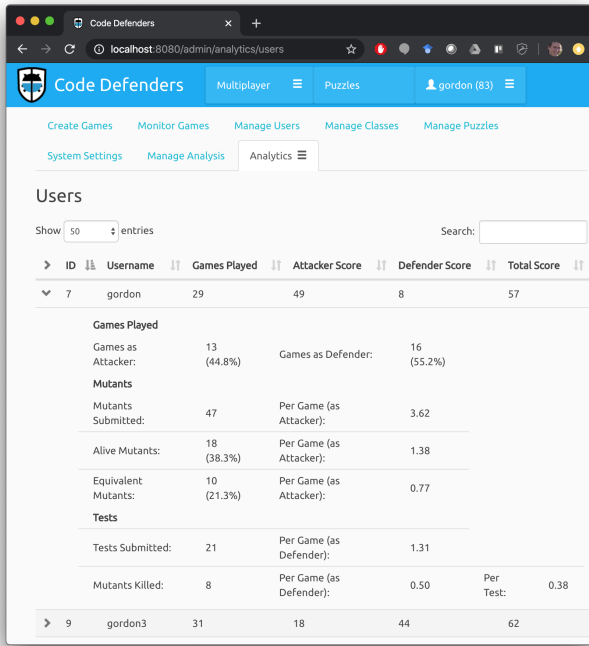 Code Defenders
localhost:8080/admin/analytics/users
Code Defenders Multiplayer Puzzles gordon (83)
Create Games Monitor Games Manage Users Manage Classes Manage Puzzles
System Settings Manage Analysis Analytics
Users
Show 50 entries Search:
ID Username Games Played Attacker Score Defender Score Total Score
7 gordon 29 49 8 57
Games Played
Games as Attacker: 13 (44.8%) Games as Defender: 16 (55.2%)
Mutants
Mutants Submitted: 47 Per Game (as Attacker): 3.62
Alive Mutants: 18 (38.3%) Per Game (as Attacker): 1.38
Equivalent Mutants: 10 (21.3%) Per Game (as Attacker): 0.77
Tests
Tests Submitted: 21 Per Game (as Defender): 1.31
Mutants Killed: 8 Per Game (as Defender): 0.50 Per Test: 0.38
9 gordon3 31 18 44 62